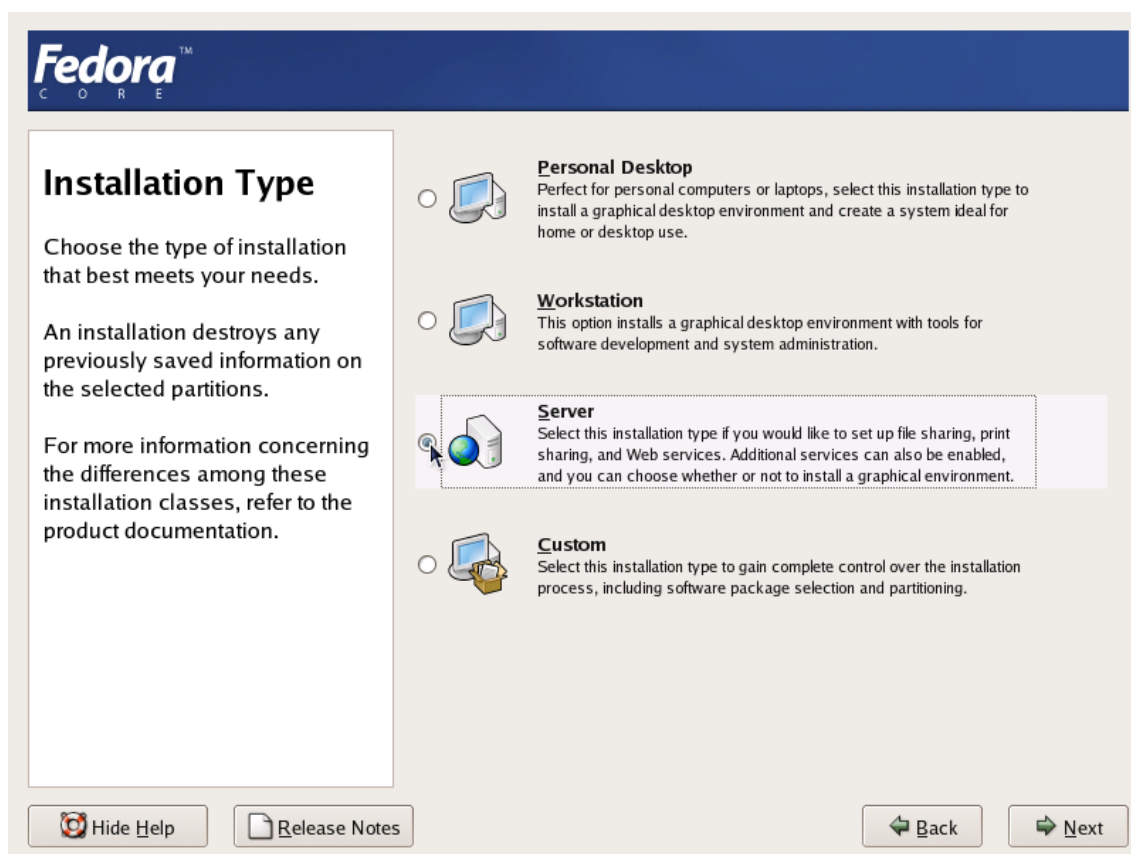 Fedora™
CORE
Installation Type
Choose the type of installation
that best meets your needs.
An installation destroys any
previously saved information on
the selected partitions.
For more information concerning
the differences among these
installation classes, refer to the
product documentation.
Personal Desktop
Perfect for personal computers or laptops, select this installation type to
install a graphical desktop environment and create a system ideal for
home or desktop use.
Workstation
This option installs a graphical desktop environment with tools for
software development and system administration.
Server
Select this installation type if you would like to set up file sharing, print
sharing, and Web services. Additional services can also be enabled,
and you can choose whether or not to install a graphical environment.
Custom
Select this installation type to gain complete control over the installation
process, including software package selection and partitioning.
Hide Help
Release Notes
Back
Next